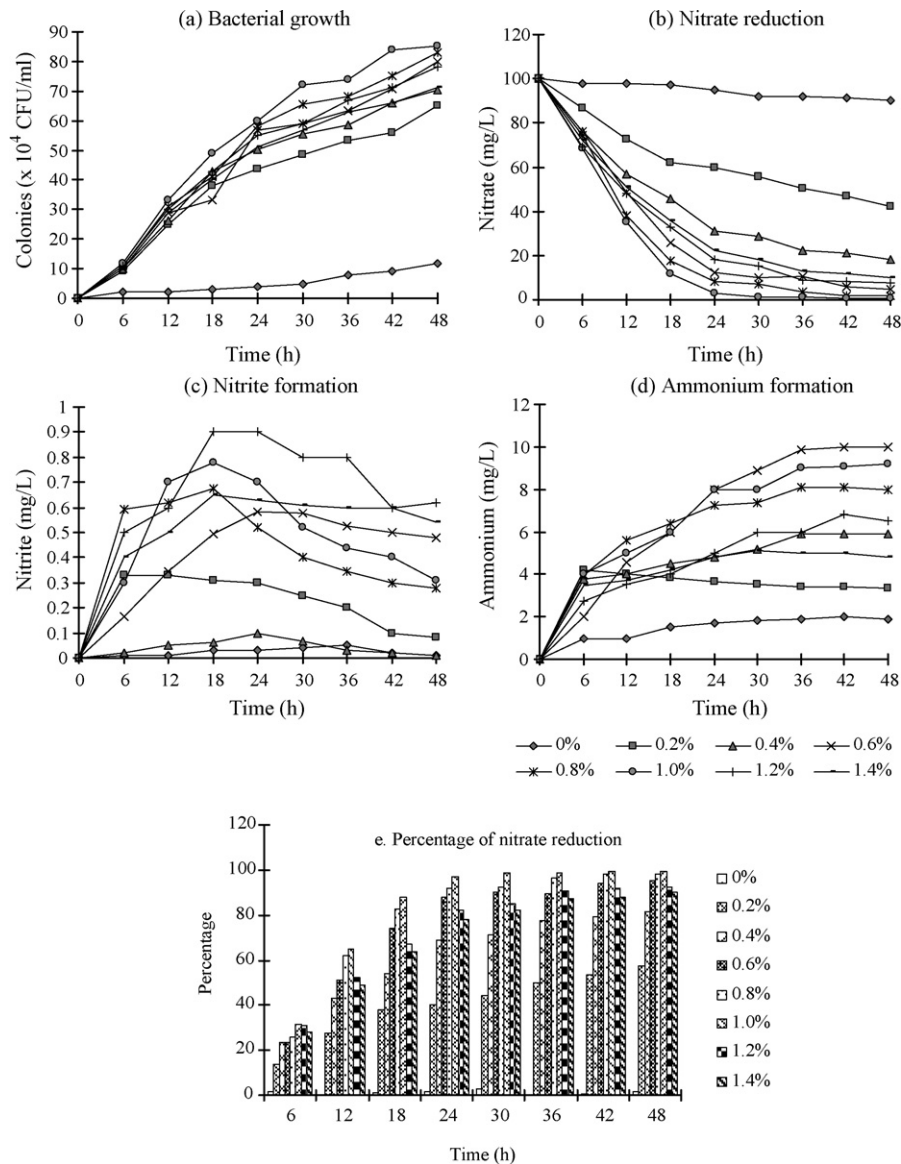 (a) Bacterial growth
90
80
70
60
50
40
30
20
10
0
Colonies (x 10⁴ CFU/ml)
0 6 12 18 24 30 36 42 48
Time (h)
(b) Nitrate reduction
120
100
80
60
40
20
0
Nitrate (mg/L)
0 6 12 18 24 30 36 42 48
Time (h)
(c) Nitrite formation
1
0.9
0.8
0.7
0.6
0.5
0.4
0.3
0.2
0.1
0
Nitrite (mg/L)
0 6 12 18 24 30 36 42 48
Time (h)
(d) Ammonium formation
12
10
8
6
4
2
0
Ammonium (mg/L)
0 6 12 18 24 30 36 42 48
Time (h)
0% 0.2% 0.4% 0.6%
0.8% 1.0% 1.2% 1.4%
e. Percentage of nitrate reduction
120
100
80
60
40
20
0
Percentage
6 12 18 24 30 36 42 48
Time (h)
0%
0.2%
0.4%
0.6%
0.8%
1.0%
1.2%
1.4%